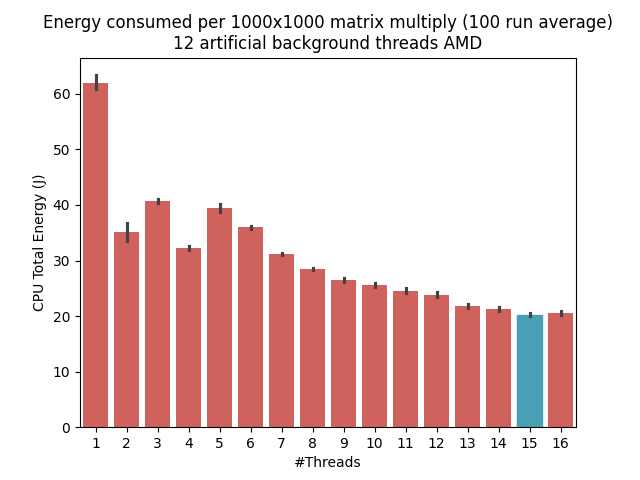 Energy consumed per 1000x1000 matrix multiply (100 run average)
12 artificial background threads AMD
CPU Total Energy (J)
60
50
40
30
20
10
0
1 2 3 4 5 6 7 8 9 10 11 12 13 14 15 16
#Threads